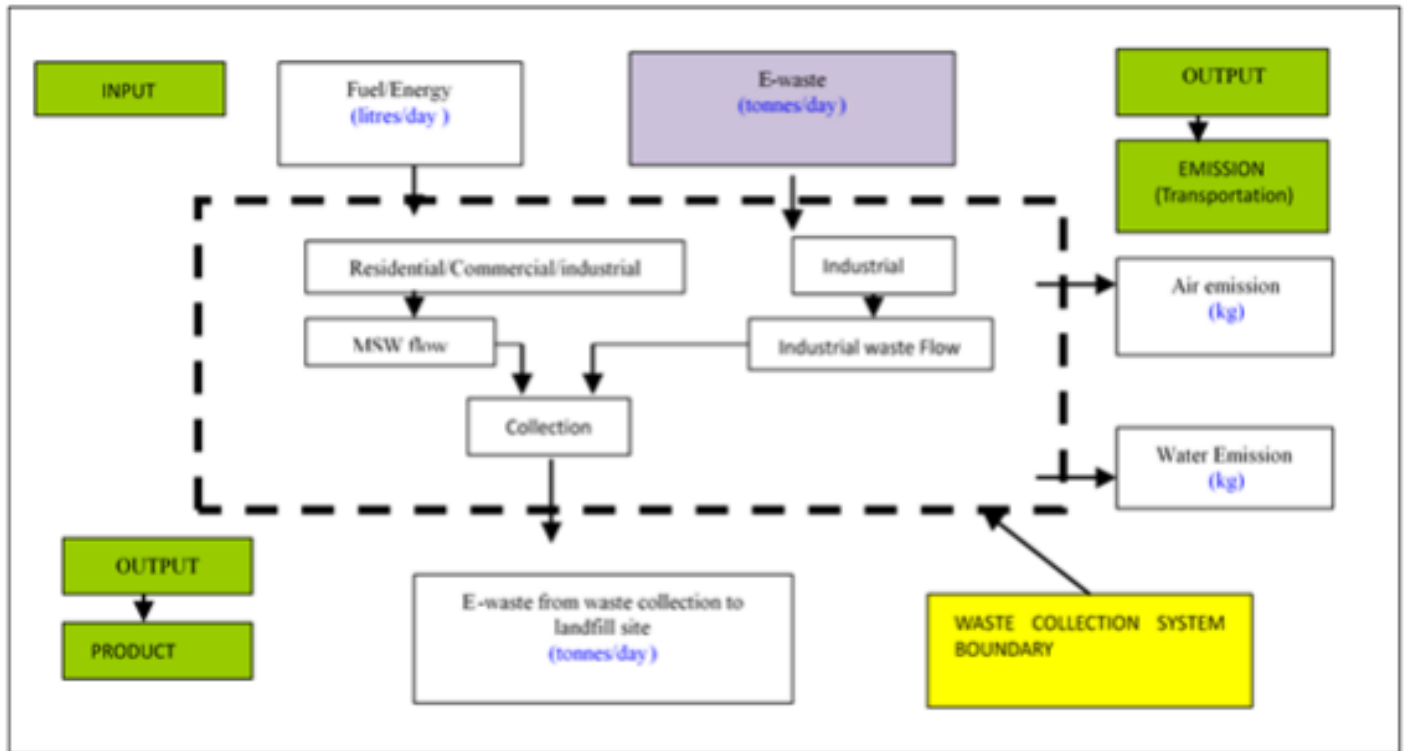 INPUT
Fuel/Energy
(litres/day )
E-waste
(tonnes/day)
OUTPUT
EMISSION
(Transportation)
Residential/Commercial/industrial
Industrial
Air emission
(kg)
MSW flow
Industrial waste Flow
Collection
Water Emission
(kg)
OUTPUT
PRODUCT
E-waste from waste collection to
landfill site
(tonnes/day)
WASTE COLLECTION SYSTEM
BOUNDARY